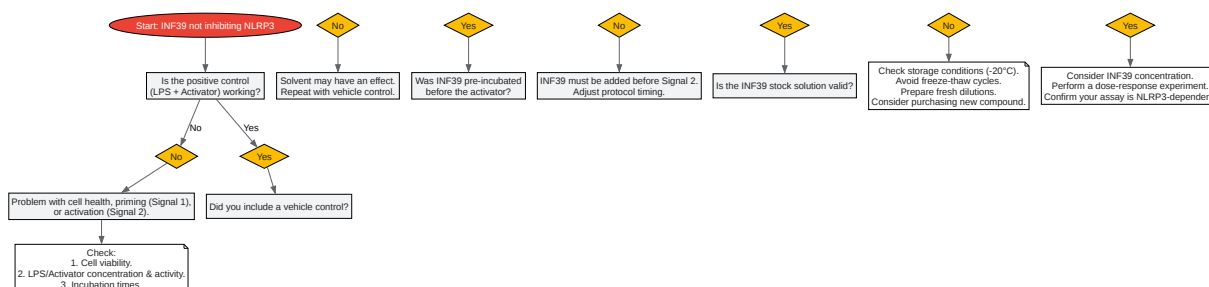 Start: INF39 not inhibiting NLRP3
No
Yes
No
Yes
No
Yes
Is the positive control
(LPS + Activator) working?
Solvent may have an effect.
Repeat with vehicle control.
Was INF39 pre-incubated
before the activator?
INF39 must be added before Signal 2.
Adjust protocol timing.
Is the INF39 stock solution valid?
Check storage conditions (-20°C).
Avoid freeze-thaw cycles.
Prepare fresh dilutions.
Consider purchasing new compound.
Consider INF39 concentration.
Perform a dose-response experiment.
Confirm your assay is NLRP3-dependen
No
Yes
No
Yes
Problem with cell health, priming (Signal 1),
or activation (Signal 2).
Did you include a vehicle control?
Check:
1. Cell viability.
2. LPS/Activator concentration & activity.
3. Incubation times